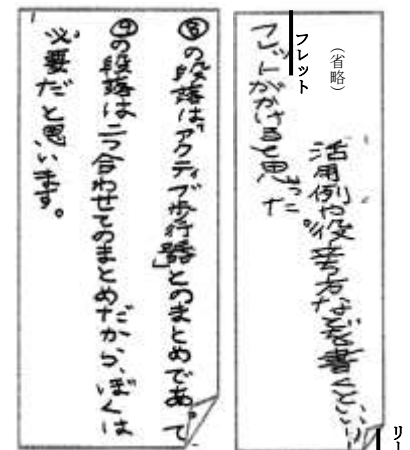 （省略）
活用例や役立考え方など
書くといい
リー
フレット
フレットがかけると思った。
⑧の段落は、「アクティブ歩行器」とのまとめであって
⑨の段落は二つ合わせてのまとめだから、ぼくは
必要だと思います。